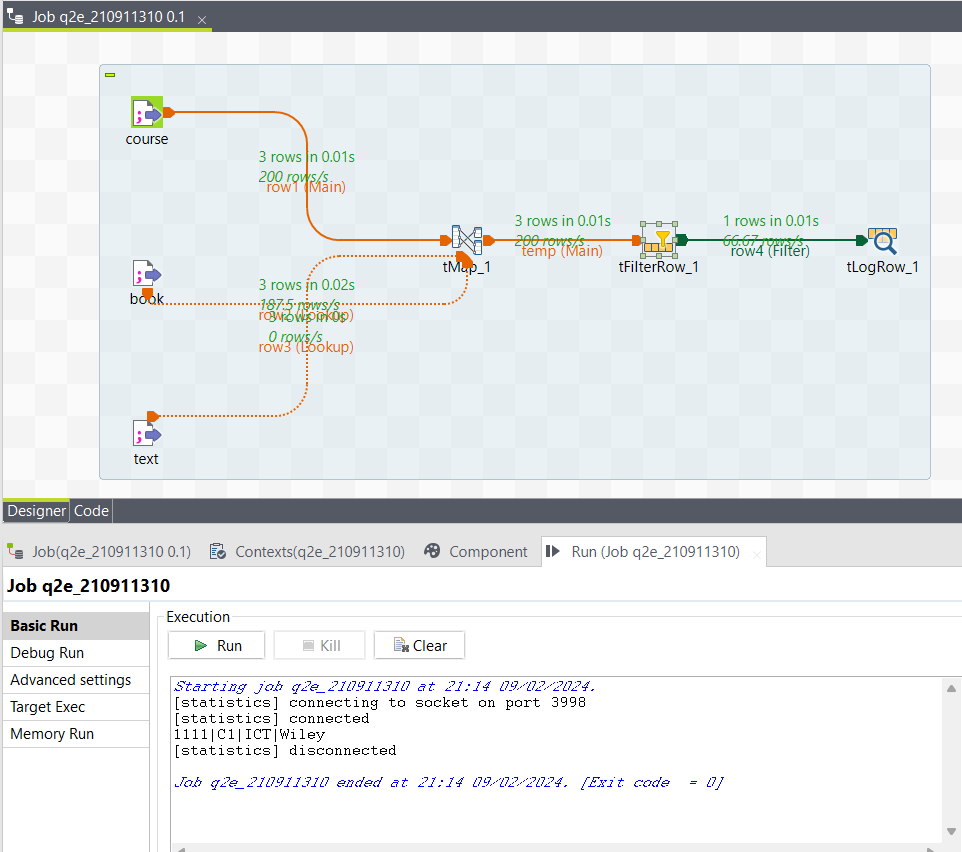 Job q2e_210911310 0.1
course
3 rows in 0.01s
200 rows/s
row1 (Main)
3 rows in 0.01s
200 rows/s
temp (Main)
1 rows in 0.01s
66.67 rows/s
row4 (Filter)
tMap_1
tFilterRow_1
tLogRow_1
book
3 rows in 0.02s
187.5 rows/s
row2 (Lookup)
3 rows in 0s
0 rows/s
row3 (Lookup)
text
Designer Code
Job(q2e_210911310 0.1) Contexts(q2e_210911310) Component Run (Job q2e_210911310)
Job q2e_210911310
Basic Run
Debug Run
Advanced settings
Target Exec
Memory Run
Execution
Run Kill Clear
Starting job q2e_210911310 at 21:14 09/02/2024.
[statistics] connecting to socket on port 3998
[statistics] connected
1111|C1|ICT|Wiley
[statistics] disconnected
Job q2e_210911310 ended at 21:14 09/02/2024. [Exit code  = 0]